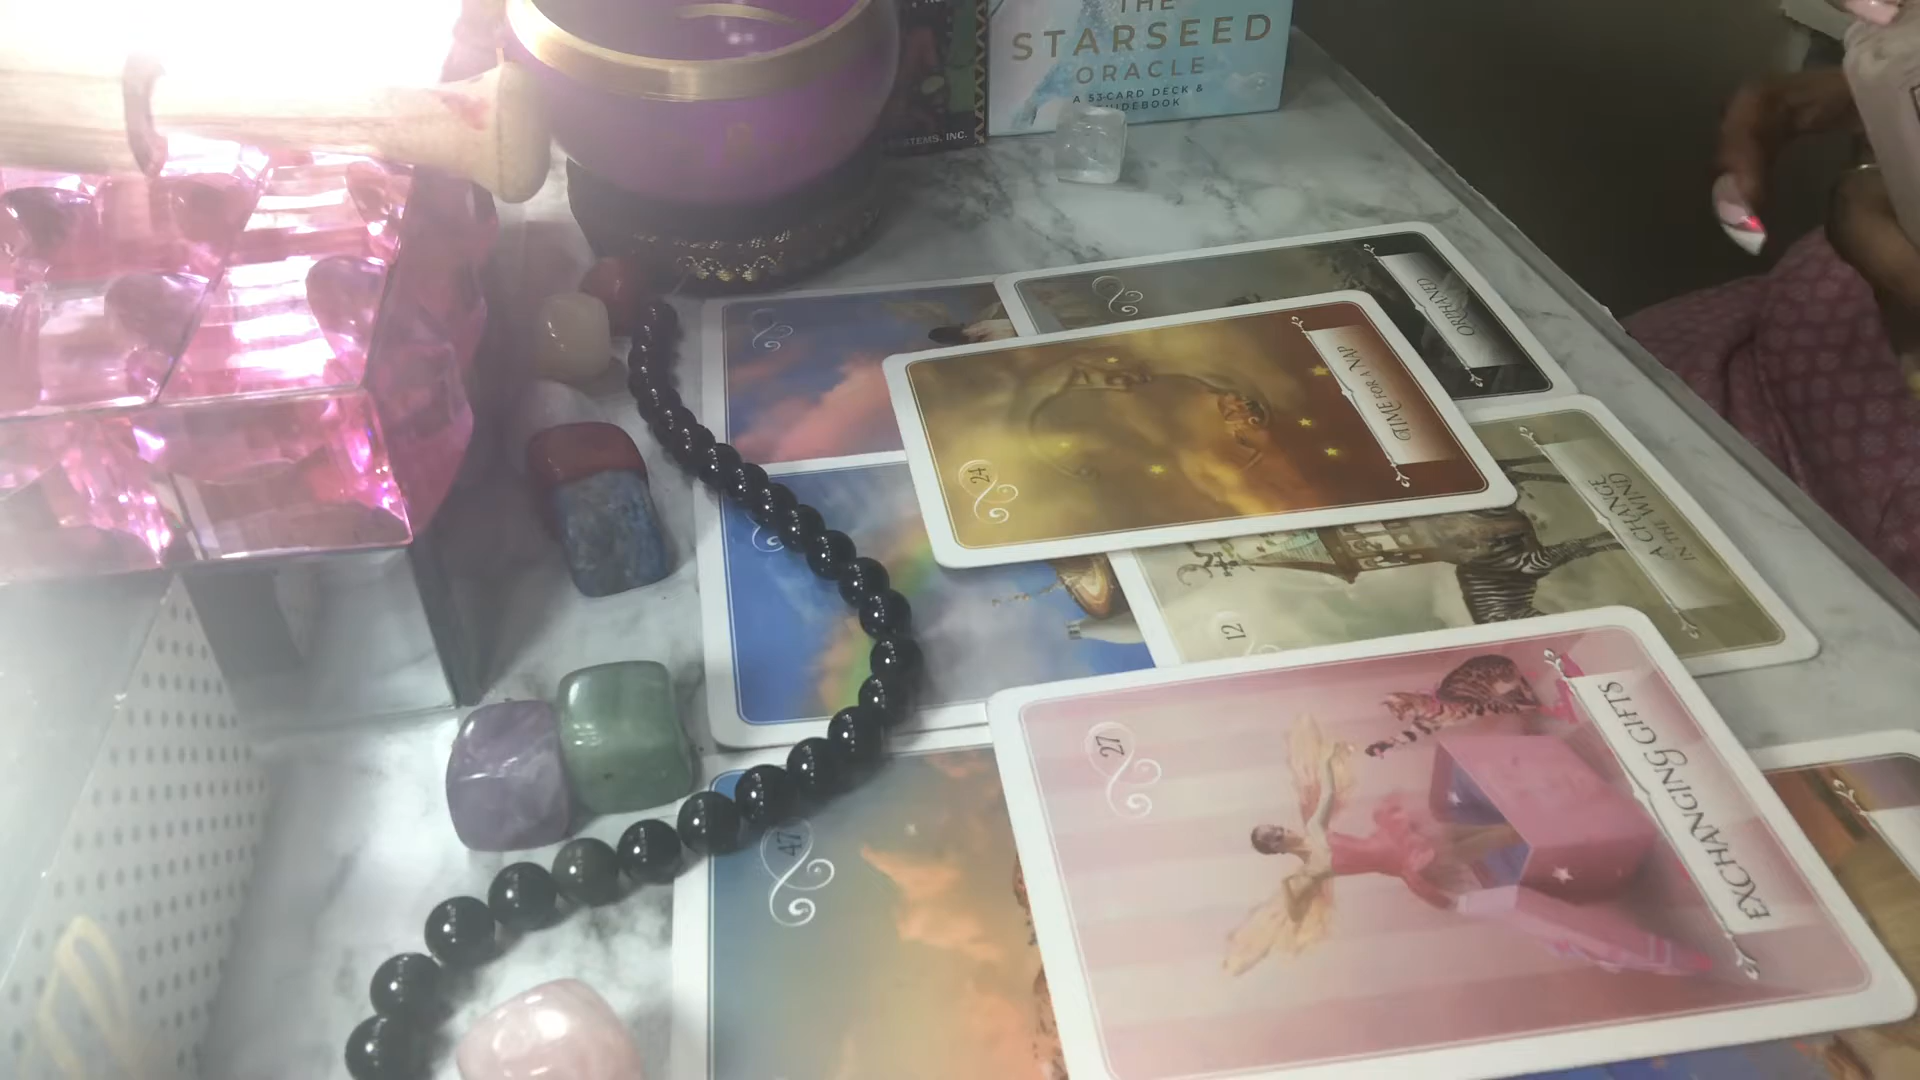 THE
STARSEED
ORACLE
A 53-CARD DECK &
GUIDEBOOK
STEMS, INC.
ORPHANED
TIME FOR A NAP
24
A CHANGE
IN THE WIND
12
EXCHANGING GIFTS
27
47